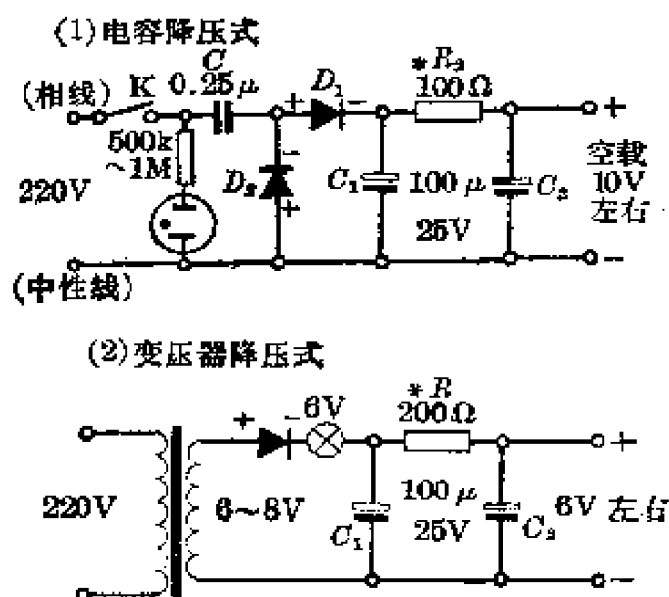 (1)电容降压式
(相线) K C 0.25μ D₁ *R₂ 100Ω +
500k ~1M
220V D₂ C₁ 100μ 25V C₂ 空载 10V 左右
(中性线) −
(2)变压器降压式
+ - 6V *R 200Ω +
220V 6~8V C₁ 100μ 25V C₂ 6V 左右
−